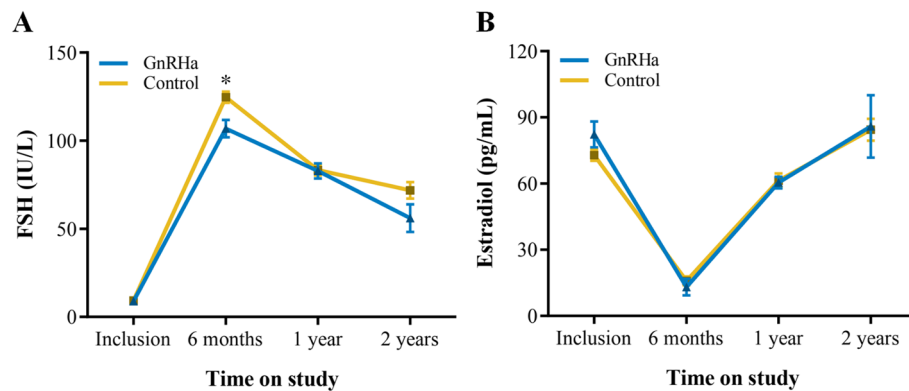 A
FSH (IU/L)
150
100
50
0
GnRHa
Control
*
Inclusion 6 months 1 year 2 years
Time on study
B
Estradiol (pg/mL)
120
90
60
30
0
GnRHa
Control
Inclusion 6 months 1 year 2 years
Time on study